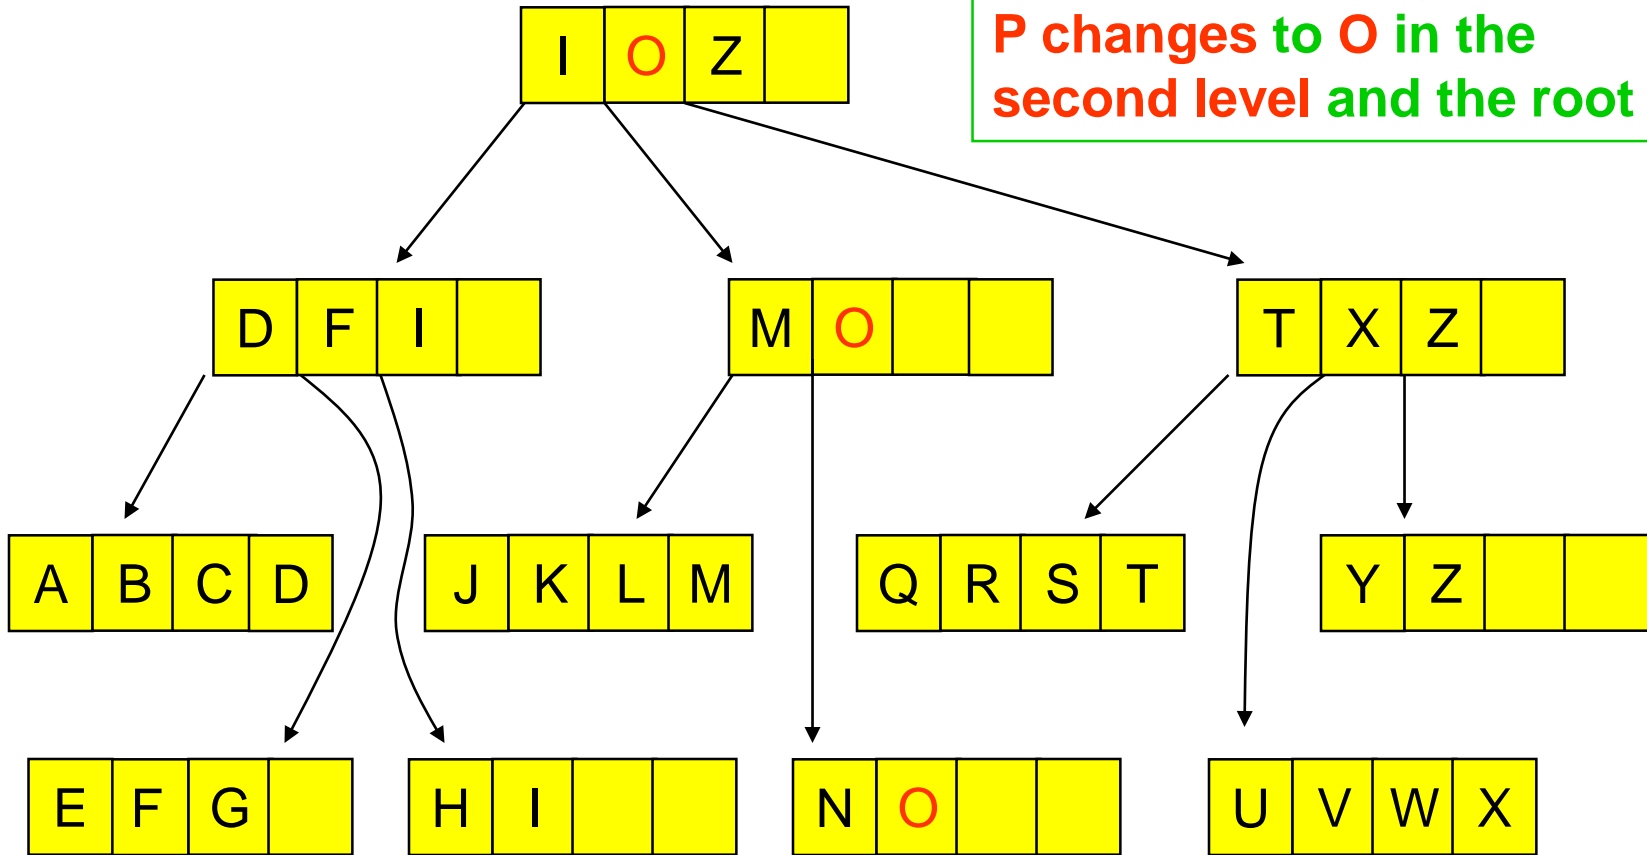 P changes to O in the
second level and the root
I O Z
D F I
M O
T X Z
A B C D
J K L M
Q R S T
Y Z
E F G
H I
N O
U V W X